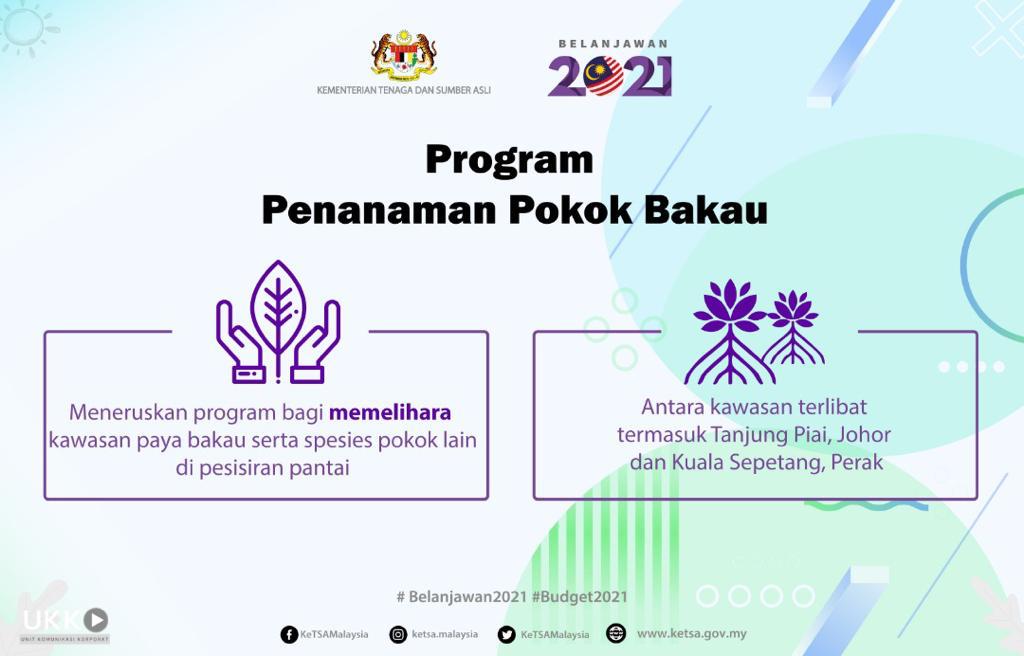 KEMENTERIAN TENAGA DAN SUMBER ASLI
BELANJAWAN
2021
Program
Penanaman Pokok Bakau
Meneruskan program bagi memelihara
kawasan paya bakau serta spesies pokok lain
di pesisiran pantai
Antara kawasan terlibat
termasuk Tanjung Piai, Johor
dan Kuala Sepetang, Perak
# Belanjawan2021 #Budget2021
KeTSAMalaysia
ketsa.malaysia
KeTSAMalaysia
www.ketsa.gov.my
UKK
UNIT KOMUNIKASI KORPORAT